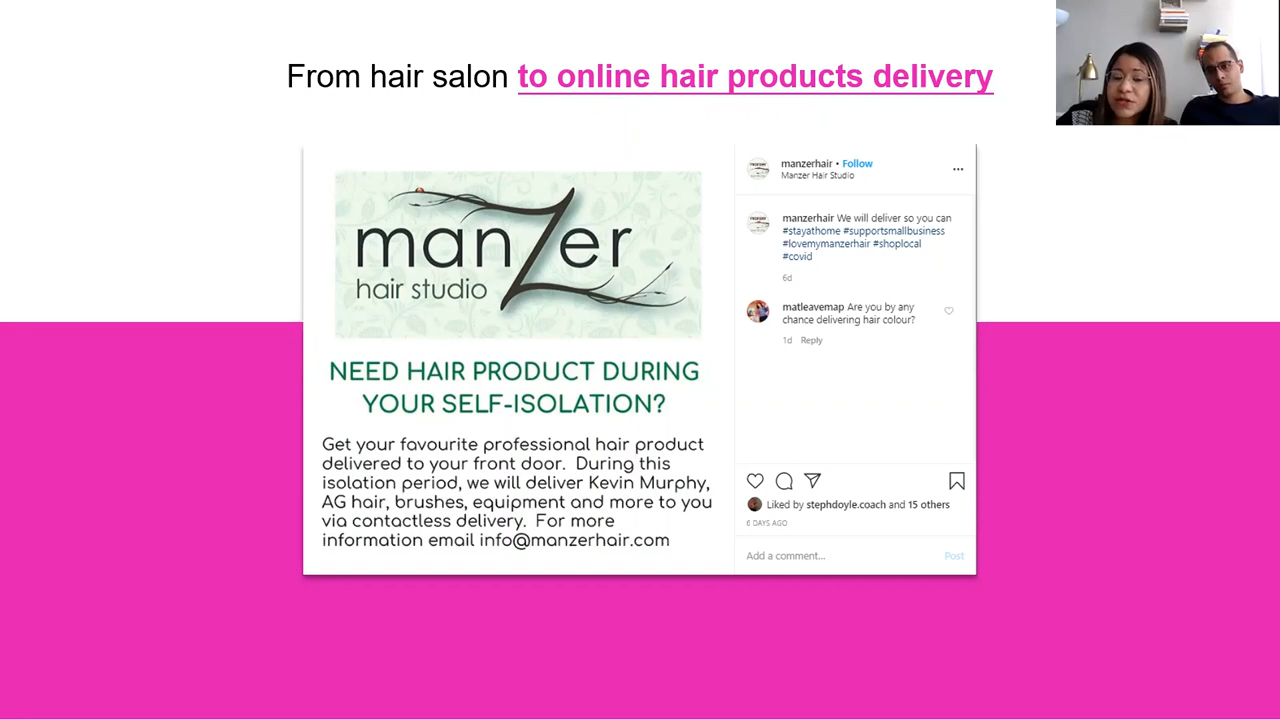 From hair salon to online hair products delivery
manZer
hair studio
NEED HAIR PRODUCT DURING
YOUR SELF-ISOLATION?
Get your favourite professional hair product
delivered to your front door. During this
isolation period, we will deliver Kevin Murphy,
AG hair, brushes, equipment and more to you
via contactless delivery. For more
information email info@manzerhair.com
manzerhair • Follow
Manzer Hair Studio
manzerhair We will deliver so you can
#stayathome #supportsmallbusiness
#lovemymanzerhair #shoplocal
#covid
6d
matleavemap Are you by any
chance delivering hair colour?
1d Reply
Liked by stephdoyle.coach and 15 others
6 DAYS AGO
Add a comment... Post